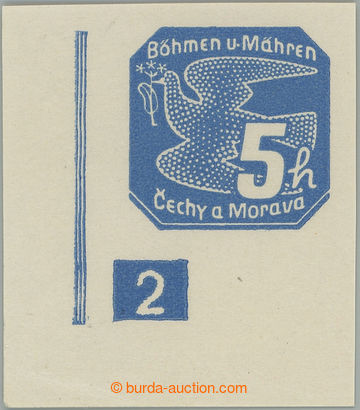 Böhmen u. Mähren
5h
Čechy a Morava
2
© burda-auction.com